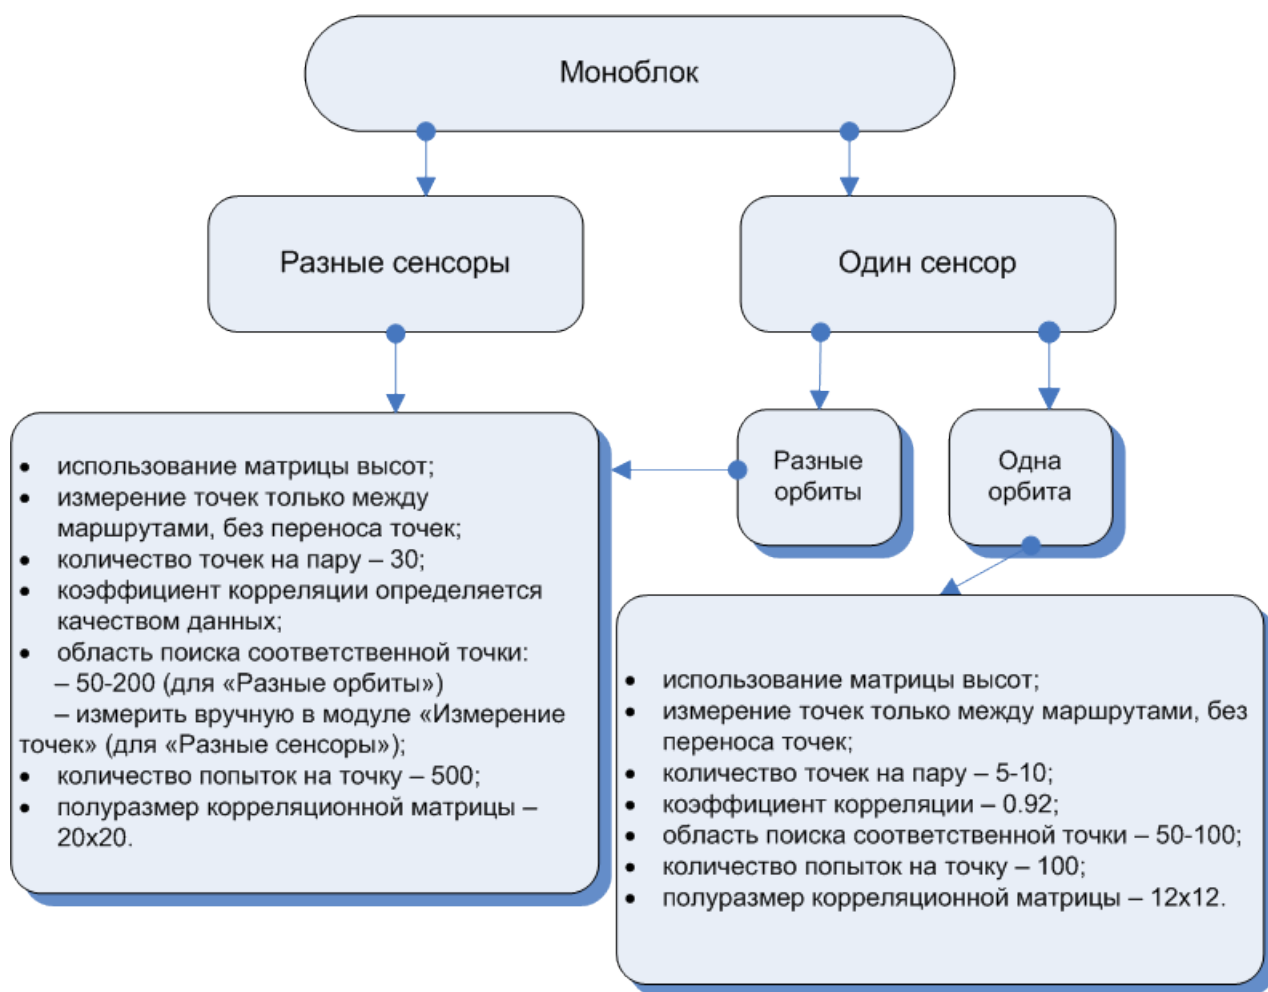 Моноблок
Разные сенсоры
Один сенсор
Разные
орбиты
Одна
орбита
• использование матрицы высот;
• измерение точек только между
маршрутами, без переноса точек;
• количество точек на пару – 30;
• коэффициент корреляции определяется
качеством данных;
• область поиска соответственной точки:
– 50-200 (для «Разные орбиты»)
– измерить вручную в модуле «Измерение
точек» (для «Разные сенсоры»);
• количество попыток на точку – 500;
• полуразмер корреляционной матрицы –
20x20.
• использование матрицы высот;
• измерение точек только между маршрутами, без
переноса точек;
• количество точек на пару – 5-10;
• коэффициент корреляции – 0.92;
• область поиска соответственной точки – 50-100;
• количество попыток на точку – 100;
• полуразмер корреляционной матрицы – 12x12.